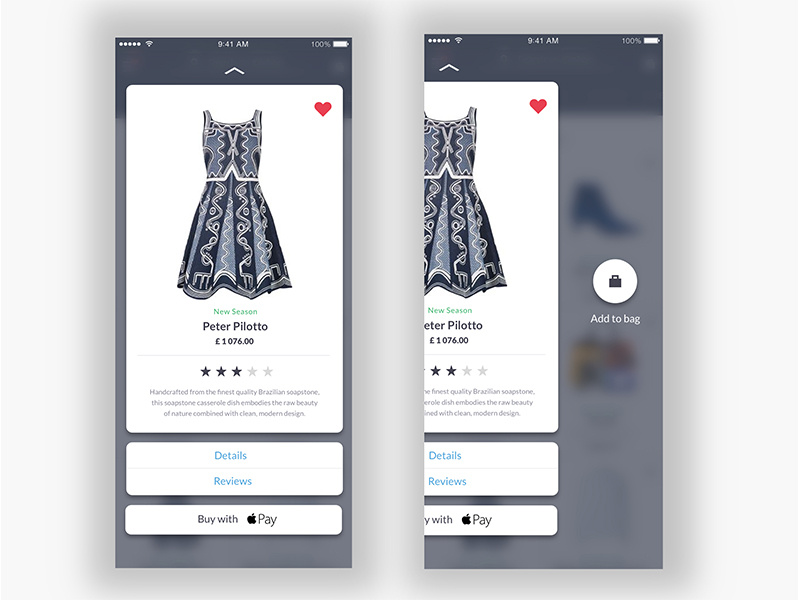 9:41 AM
100%
New Season
Peter Pilotto
£ 1 076.00
Handcrafted from the finest quality Brazilian soapstone,
this soapstone casserole dish embodies the raw beauty
of nature combined with clean, modern design.
Details
Reviews
Buy with Pay
9:41 AM
100%
New Season
eter Pilotto
£ 1 076.00
the finest quality Brazilian soapstone,
casserole dish embodies the raw beauty
bined with clean, modern design.
Details
Reviews
y with Pay
Add to bag